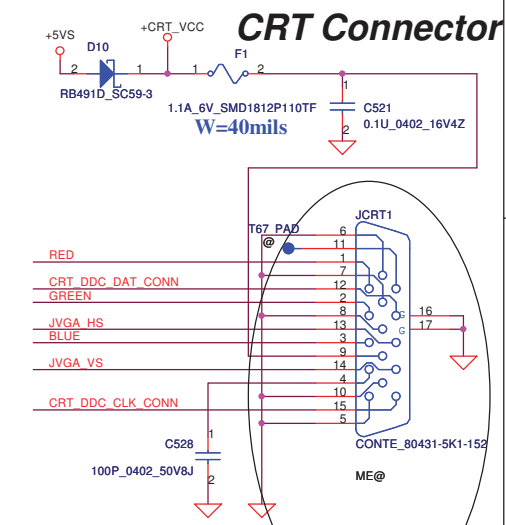 CRT Connector
+5VS
+CRT_VCC
D10
F1
2
1
1
2
RB491D_SC59-3
1.1A_6V_SMD1812P110TF
W=40mils
1
C521
0.1U_0402_16V4Z
2
JCRT1
T67 PAD
@
6
11
RED
1
7
CRT_DDC_DAT_CONN
12
GREEN
2
8
G
16
JVGA_HS
13
G
17
BLUE
3
9
JVGA_VS
14
4
10
CRT_DDC_CLK_CONN
15
5
1
C528
CONTE_80431-5K1-152
100P_0402_50V8J
2
ME@